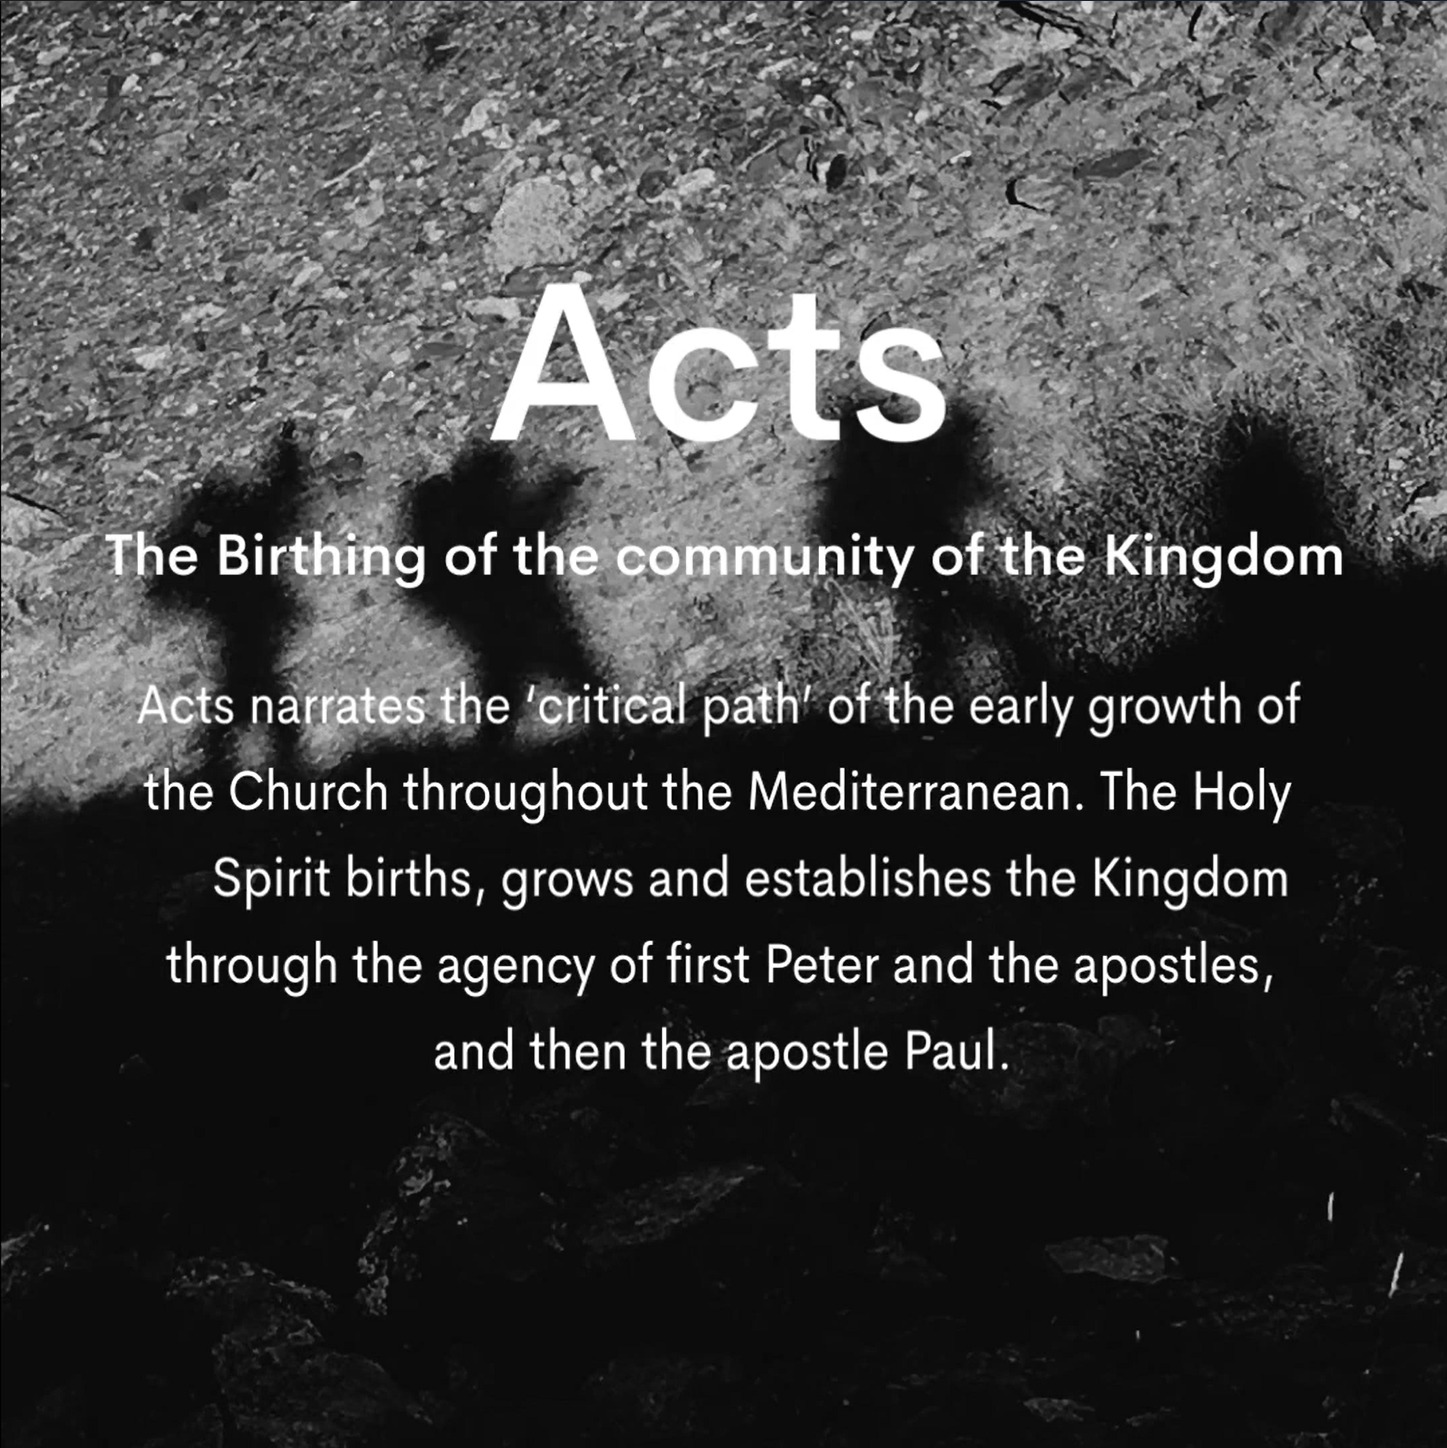 Acts
The Birthing of the community of the Kingdom
Acts narrates the ‘critical path’ of the early growth of
the Church throughout the Mediterranean. The Holy
Spirit births, grows and establishes the Kingdom
through the agency of first Peter and the apostles,
and then the apostle Paul.